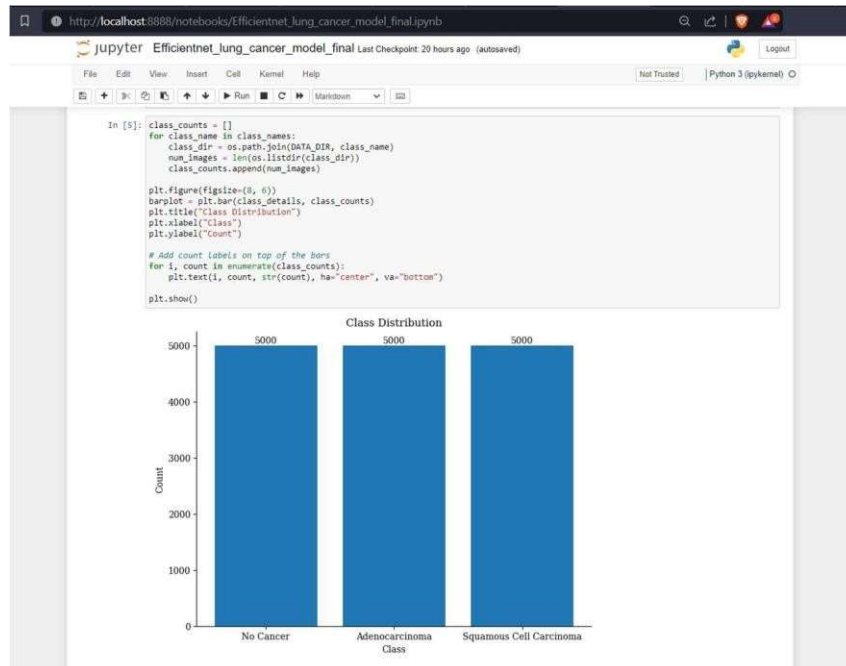 http://localhost:8888/notebooks/Efficientnet_lung_cancer_model_final.ipynb
jupyter Efficientnet_lung_cancer_model_final Last Checkpoint: 20 hours ago (autosaved)
Logout
File Edit View Insert Cell Kernel Help
Not Trusted
Python 3 (ipykernel)
Run
Markdown
In [5]: class_counts = []
for class_name in class_names:
    class_dir = os.path.join(DATA_DIR, class_name)
    num_images = len(os.listdir(class_dir))
    class_counts.append(num_images)
plt.figure(figsize=(8, 6))
barplot = plt.bar(class_details, class_counts)
plt.title("Class Distribution")
plt.xlabel("Class")
plt.ylabel("Count")
# Add count labels on top of the bars
for i, count in enumerate(class_counts):
    plt.text(i, count, str(count), ha="center", va="bottom")
plt.show()
Class Distribution
5000 5000 5000
5000
4000
3000
2000
1000
0
Count
No Cancer Adenocarcinoma Squamous Cell Carcinoma
Class